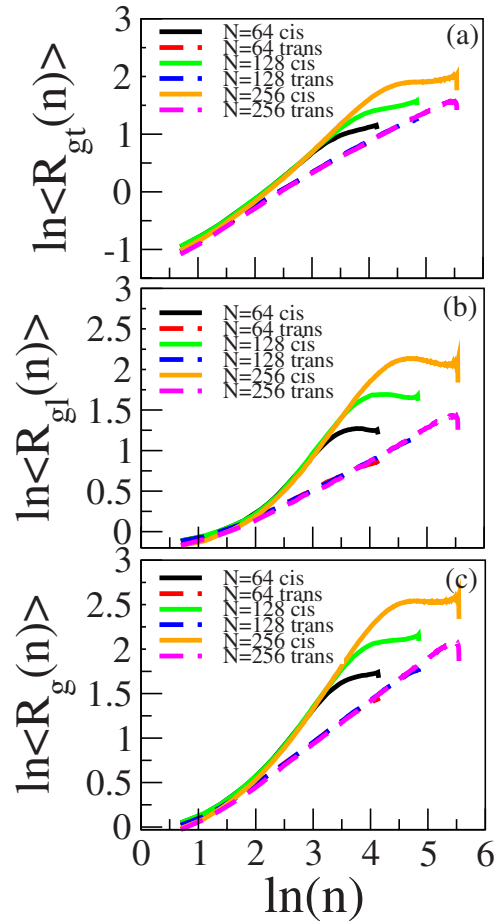 (a)
N=64 cis
N=64 trans
N=128 cis
N=128 trans
N=256 cis
N=256 trans
ln<R_gt(n)>
3
2
1
0
-1
(b)
N=64 cis
N=64 trans
N=128 cis
N=128 trans
N=256 cis
N=256 trans
ln<R_gl(n)>
3
2.5
2
1.5
1
0.5
0
(c)
N=64 cis
N=64 trans
N=128 cis
N=128 trans
N=256 cis
N=256 trans
ln<R_g(n)>
3
2.5
2
1.5
1
0.5
0
0 1 2 3 4 5 6
ln(n)